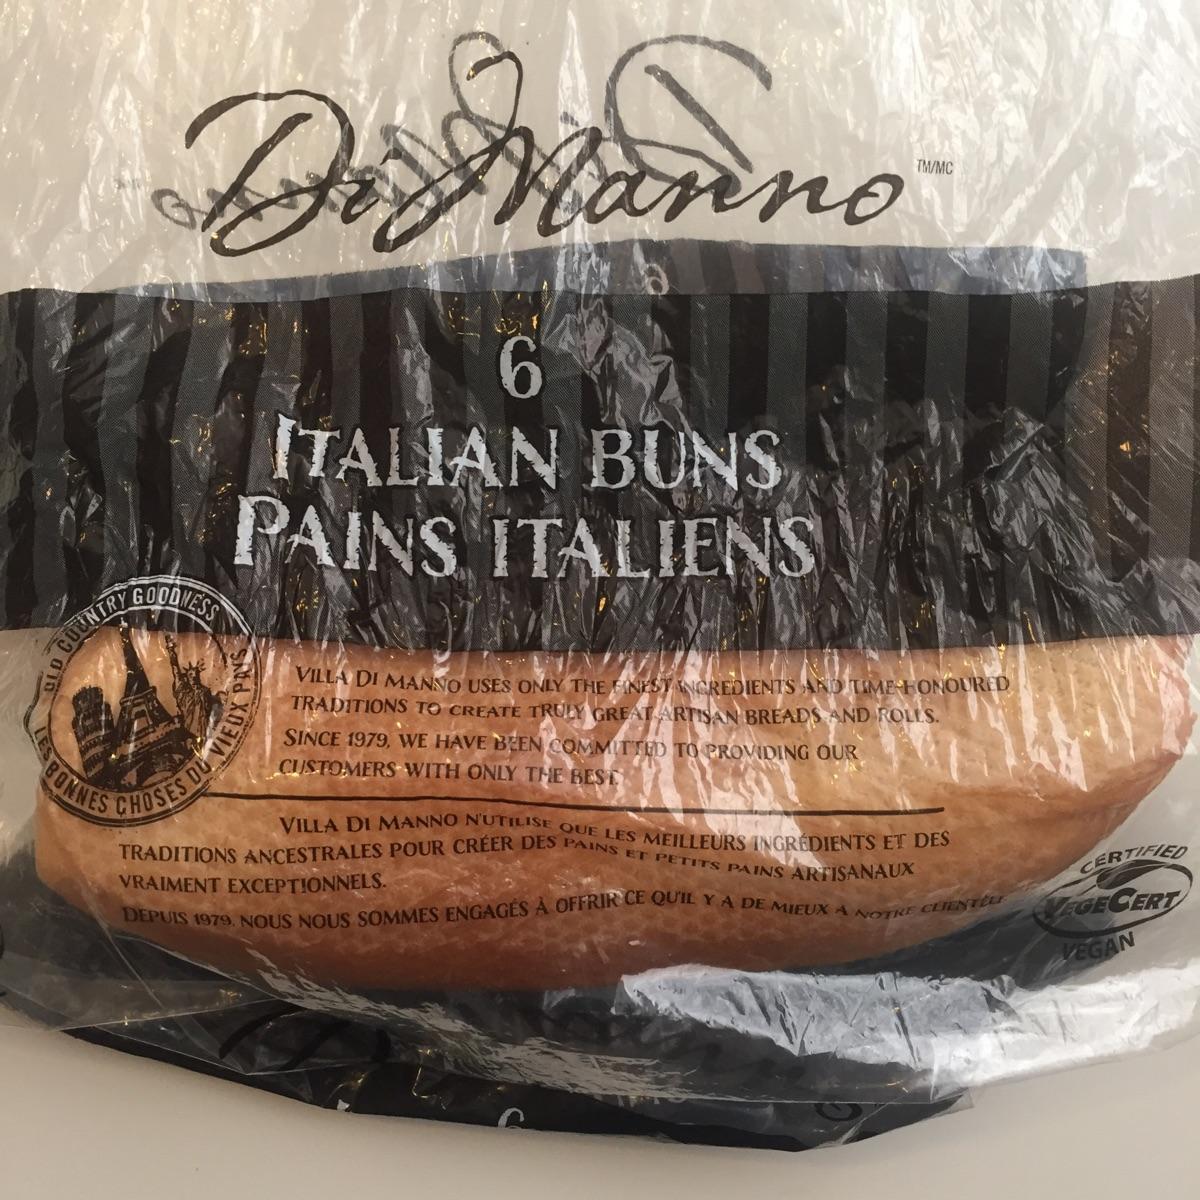 Di Manno TM/MC
6
ITALIAN BUNS
PAINS ITALIENS
OLD COUNTRY GOODNESS
LES BONNES CHOSES DU VIEUX PAYS
VILLA DI MANNO USES ONLY THE FINEST INGREDIENTS AND TIME-HONOURED
TRADITIONS TO CREATE TRULY GREAT ARTISAN BREADS AND ROLLS.
SINCE 1979, WE HAVE BEEN COMMITTED TO PROVIDING OUR
CUSTOMERS WITH ONLY THE BEST.
VILLA DI MANNO N'UTILISE QUE LES MEILLEURS INGRÉDIENTS ET DES
TRADITIONS ANCESTRALES POUR CRÉER DES PAINS ET PETITS PAINS ARTISANAUX
VRAIMENT EXCEPTIONNELS.
DEPUIS 1979, NOUS NOUS SOMMES ENGAGÉS À OFFRIR CE QU'IL Y A DE MIEUX À NOTRE CLIENTÈLE
CERTIFIED
VEGECERT
VEGAN
6